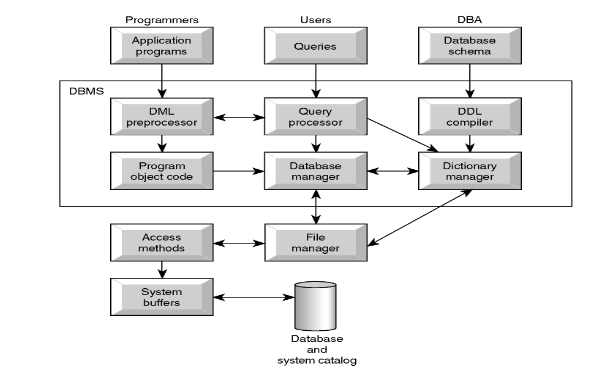 Programmers
Users
DBA
Application
programs
Queries
Database
schema
DBMS
DML
preprocessor
Query
processor
DDL
compiler
Program
object code
Database
manager
Dictionary
manager
Access
methods
File
manager
System
buffers
Database
and
system catalog